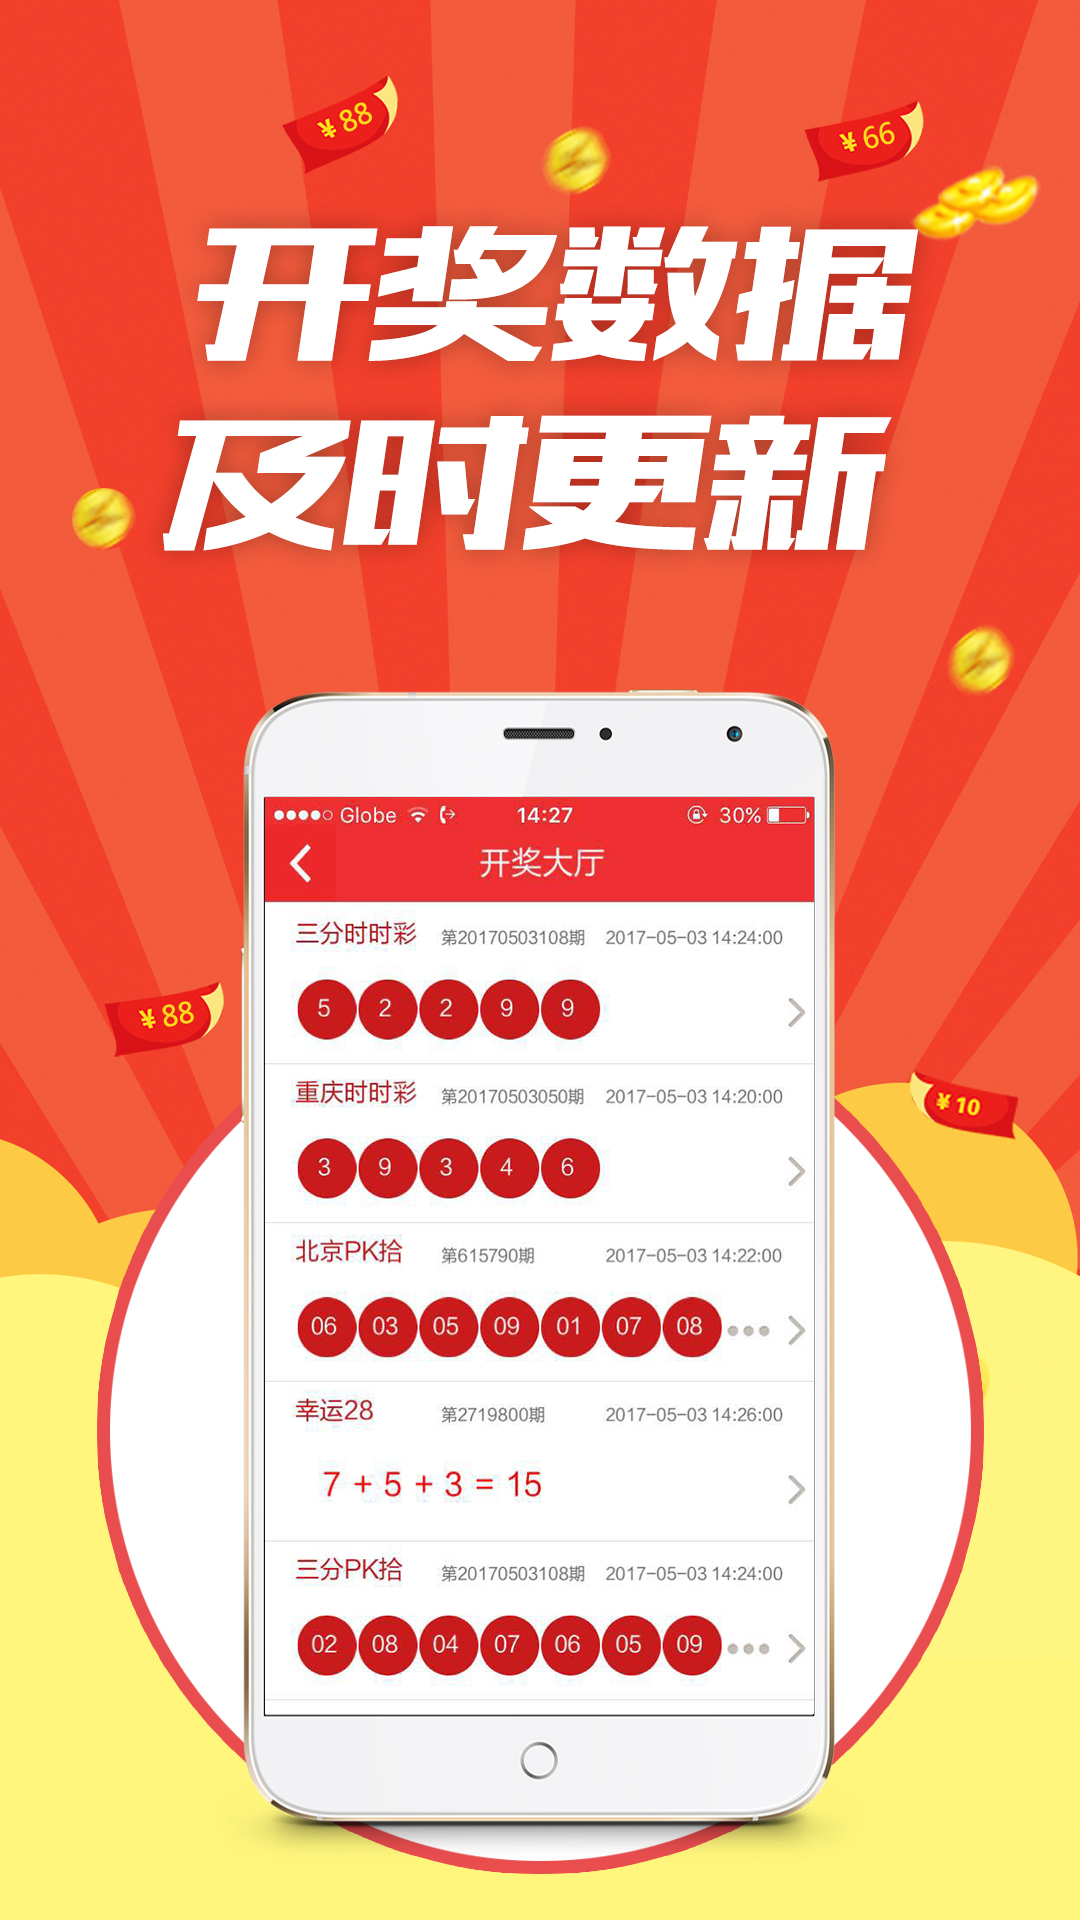 ¥88
¥66
开奖数据
及时更新
Globe 14:27 30%
开奖大厅
三分时时彩 第20170503108期 2017-05-03 14:24:00
5 2 2 9 9
¥88
重庆时时彩 第20170503050期 2017-05-03 14:20:00
¥10
3 9 3 4 6
北京PK拾 第615790期 2017-05-03 14:22:00
06 03 05 09 01 07 08
幸运28 第2719800期 2017-05-03 14:26:00
7 + 5 + 3 = 15
三分PK拾 第20170503108期 2017-05-03 14:24:00
02 08 04 07 06 05 09